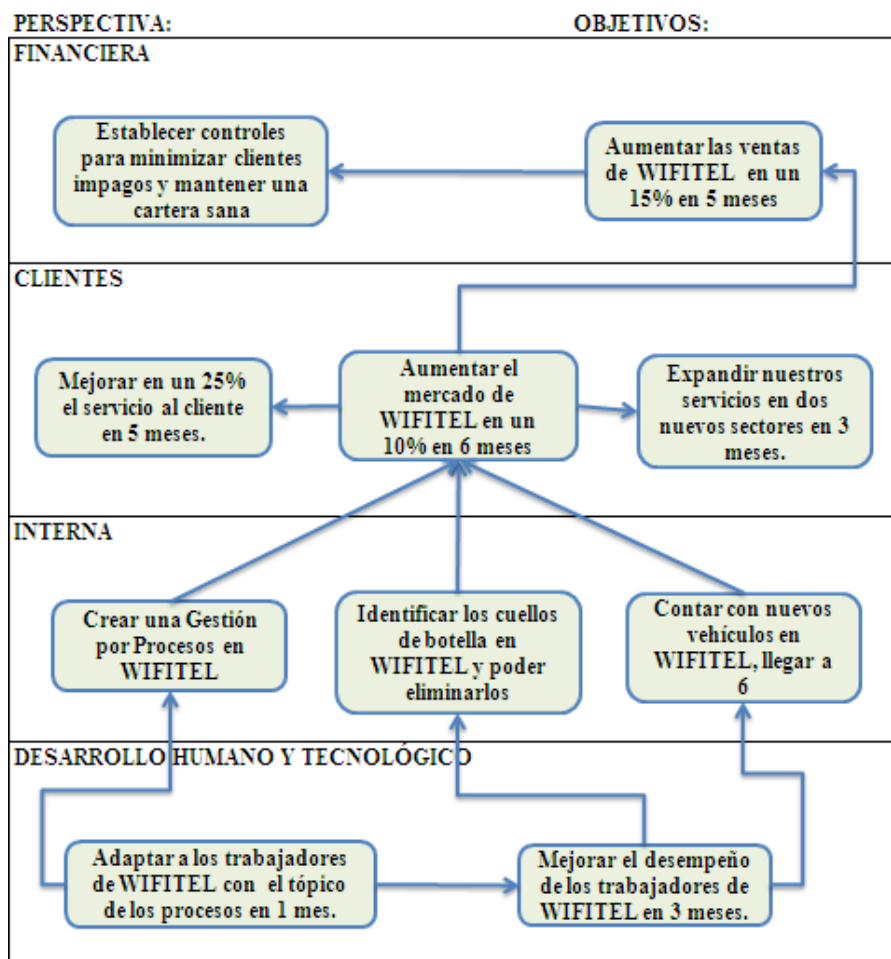 PERSPECTIVA: OBJETIVOS:
FINANCIERA
Establecer controles
para minimizar clientes
impagos y mantener una
cartera sana
Aumentar las ventas
de WIFITEL en un
15% en 5 meses
CLIENTES
Mejorar en un 25%
el servicio al cliente
en 5 meses.
Aumentar el
mercado de
WIFITEL en un
10% en 6 meses
Expandir nuestros
servicios en dos
nuevos sectores en 3
meses.
INTERNA
Crear una Gestión
por Procesos en
WIFITEL
Identificar los cuellos
de botella en
WIFITEL y poder
eliminarlos
Contar con nuevos
vehículos en
WIFITEL, llegar a
6
DESARROLLO HUMANO Y TECNOLÓGICO
Adaptar a los trabajadores
de WIFITEL con el tópico
de los procesos en 1 mes.
Mejorar el desempeño
de los trabajadores de
WIFITEL en 3 meses.